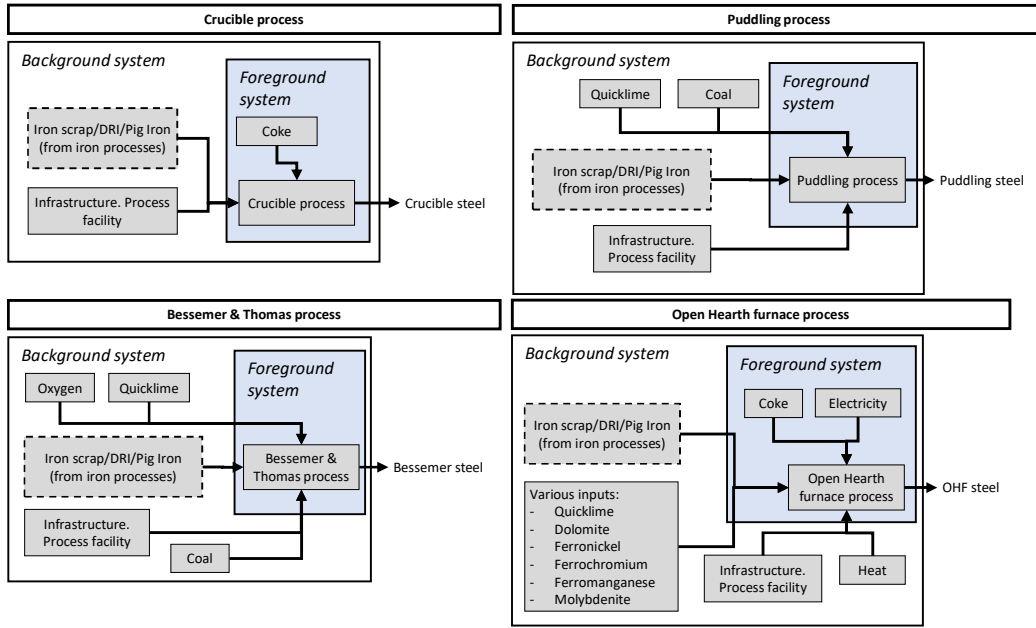 Crucible process
Background system
Foreground
system
Coke
Iron scrap/DRI/Pig Iron
(from iron processes)
Infrastructure. Process
facility
Crucible process
Crucible steel
Puddling process
Background system
Foreground
system
Quicklime
Coal
Iron scrap/DRI/Pig Iron
(from iron processes)
Puddling process
Puddling steel
Infrastructure.
Process facility
Bessemer & Thomas process
Background system
Foreground
system
Oxygen
Quicklime
Iron scrap/DRI/Pig Iron
(from iron processes)
Bessemer &
Thomas process
Bessemer steel
Infrastructure.
Process facility
Coal
Open Hearth furnace process
Background system
Foreground system
Coke
Electricity
Iron scrap/DRI/Pig Iron
(from iron processes)
Open Hearth
furnace process
OHF steel
Various inputs:
- Quicklime
- Dolomite
- Ferronickel
- Ferrochromium
- Ferromanganese
- Molybdenite
Infrastructure.
Process facility
Heat